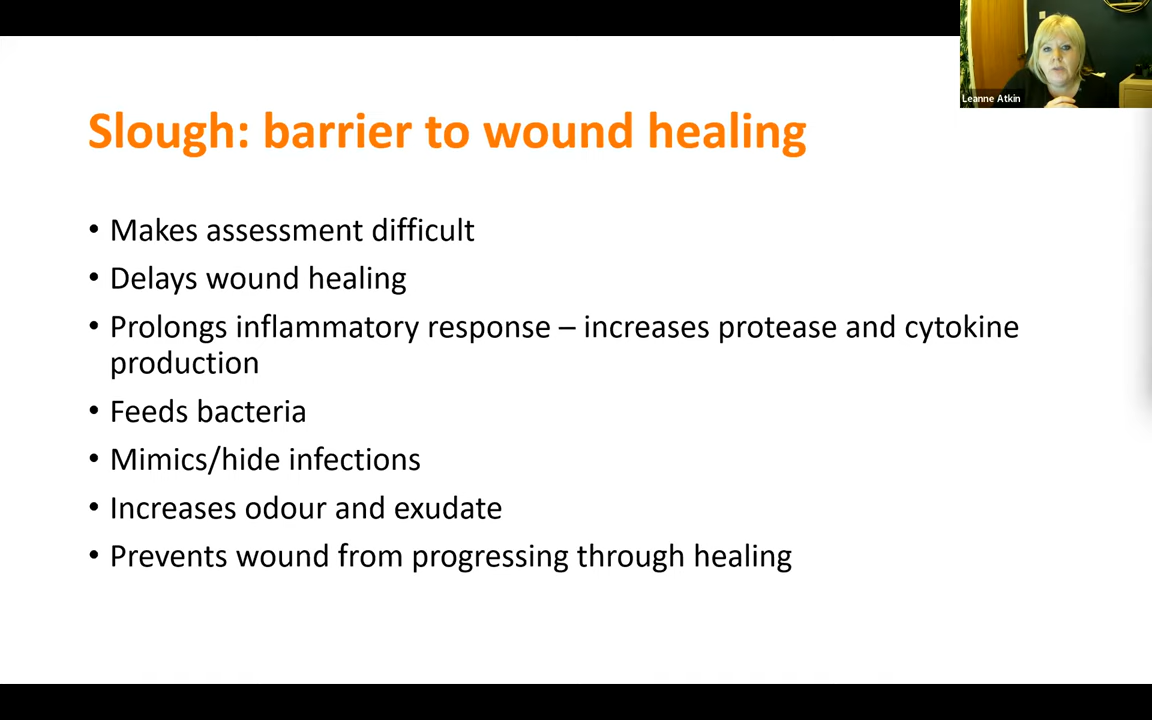 Leanne Atkin
Slough: barrier to wound healing
• Makes assessment difficult
• Delays wound healing
• Prolongs inflammatory response – increases protease and cytokine
production
• Feeds bacteria
• Mimics/hide infections
• Increases odour and exudate
• Prevents wound from progressing through healing